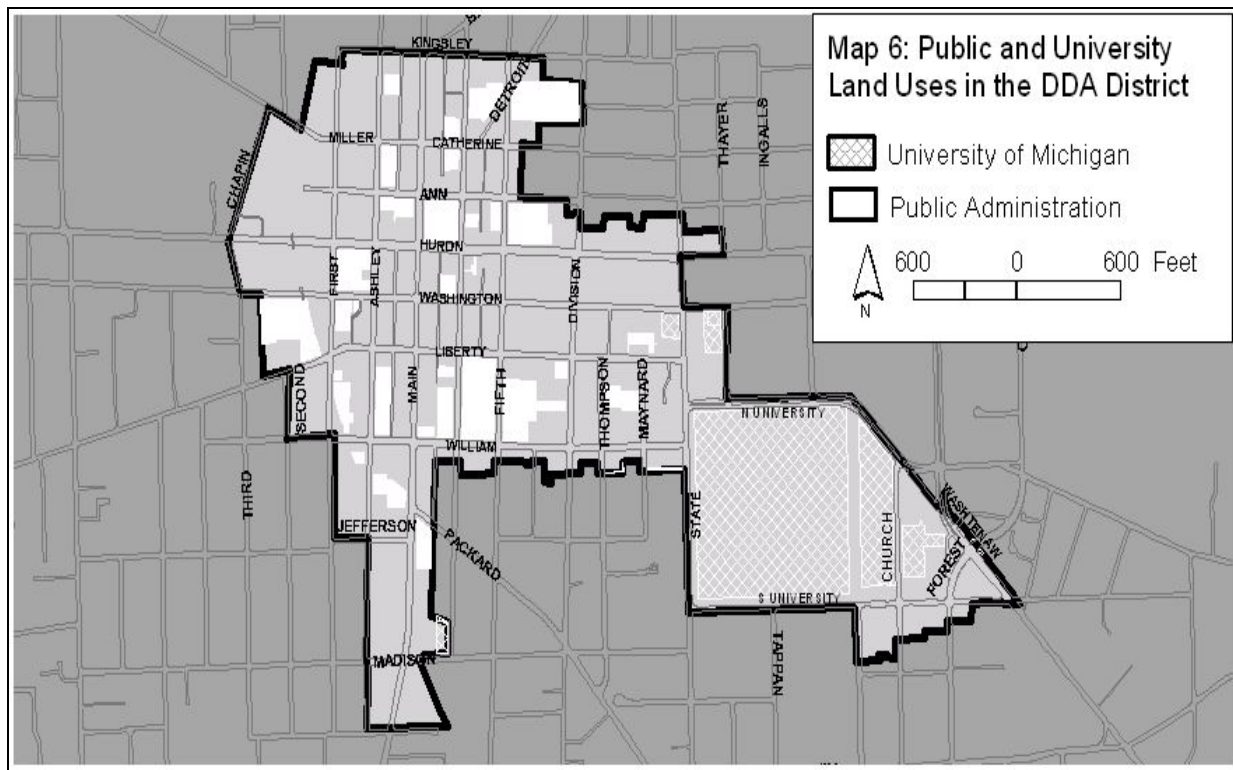 Map 6: Public and University
Land Uses in the DDA District
University of Michigan
Public Administration
600 0 600 Feet
N
KINGSLEY
DETROIT
MILLER
CATHERINE
THAYER
INGALLS
CHAPIN
ANN
HURON
FIRST
ASHLEY
WASHINGTON
DIVISION
LIBERTY
SECOND
MAIN
FIFTH
THOMPSON
MAYNARD
N UNIVERSITY
WILLIAM
THIRD
JEFFERSON
PACKARD
STATE
CHURCH
WASHTENAW
FOREST
S UNIVERSITY
MADISON
TAPPAN